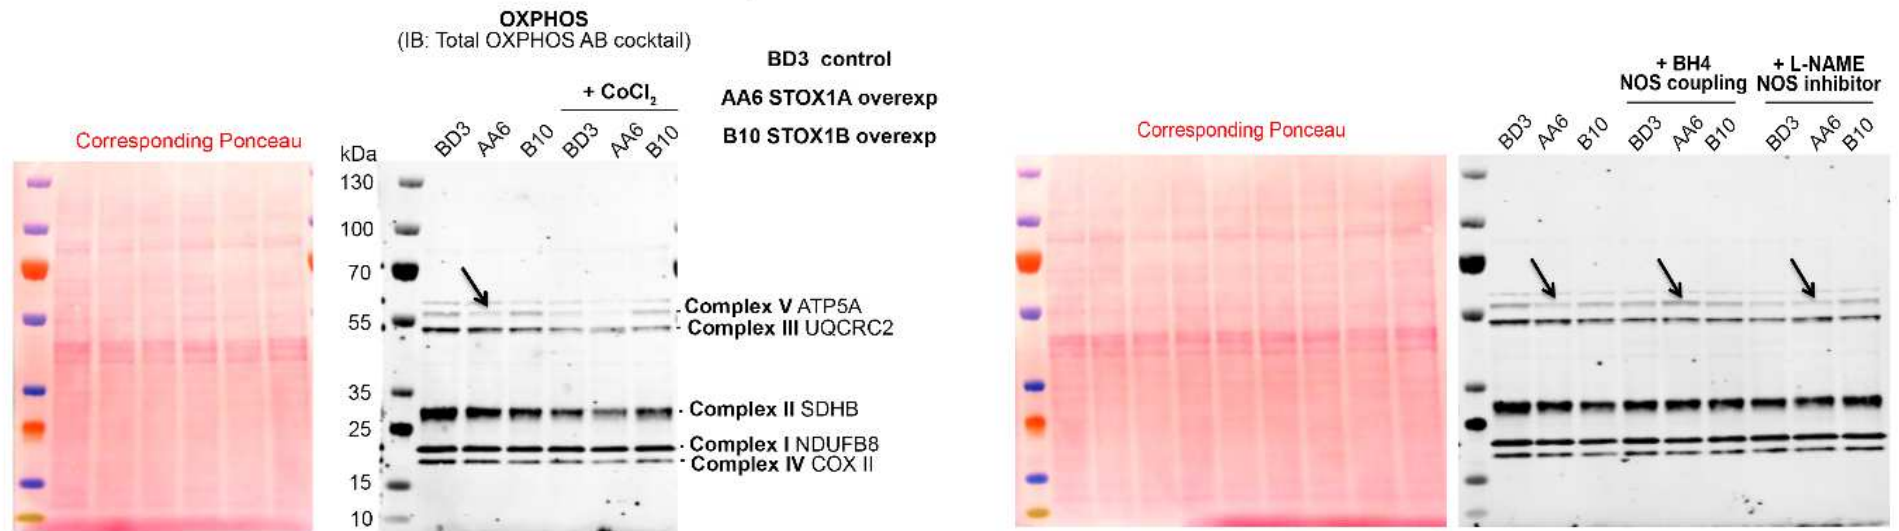 OXPHOS
(IB: Total OXPHOS AB cocktail)
BD3 control
AA6 STOX1A overexp
B10 STOX1B overexp
+ CoCl₂
Corresponding Ponceau
kDa
BD3 AA6 B10 BD3 AA6 B10
130
100
70
55
35
25
15
10
Complex V ATP5A
Complex III UQCRC2
Complex II SDHB
Complex I NDUFB8
Complex IV COX II
Corresponding Ponceau
+ BH4
NOS coupling
+ L-NAME
NOS inhibitor
BD3 AA6 B10 BD3 AA6 B10 BD3 AA6 B10